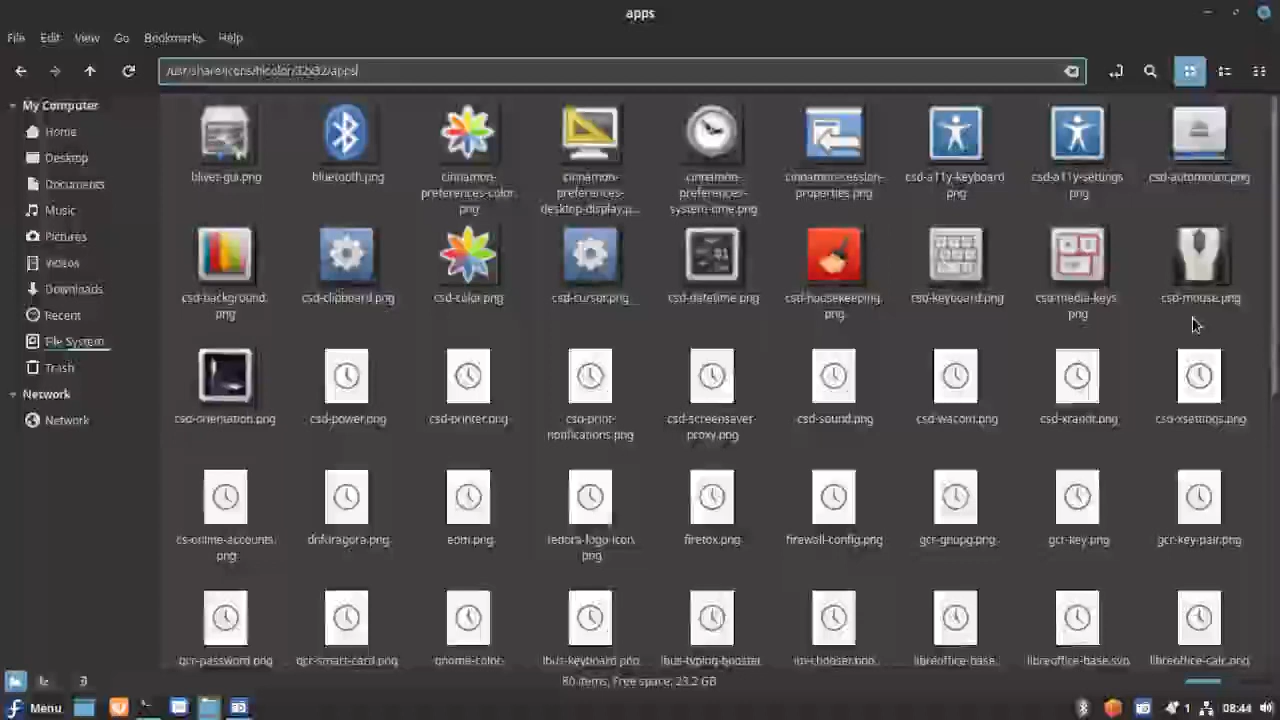 apps
File Edit View Go Bookmarks Help
/usr/share/icons/hicolor/32x32/apps/
My Computer
Home
Desktop
Documents
Music
Pictures
Videos
Downloads
Recent
File System
Trash
Network
Network
blivet-gui.png
bluetooth.png
cinnamon-
preferences-color.
png
cinnamon-
preferences-
desktop-display.p...
cinnamon-
preferences-
system-time.png
cinnamon-session-
properties.png
csd-a11y-keyboard
png
csd-a11y-settings
png
csd-automount.png
csd-background.
png
csd-clipboard.png
csd-color.png
csd-cursor.png
csd-datetime.png
csd-housekeeping.
png
csd-keyboard.png
csd-media-keys
png
csd-mouse.png
csd-orientation.png
csd-power.png
csd-printer.png
csd-print-
notifications.png
csd-screensaver-
proxy.png
csd-sound.png
csd-wacom.png
csd-xrandr.png
csd-xsettings.png
cs-online-accounts.
png
dnfdragora.png
eom.png
fedora-logo-icon.
png
firefox.png
firewall-config.png
gcr-gnupg.png
gcr-key.png
gcr-key-pair.png
gcr-password.png
gcr-smart-card.png
gnome-color-
ibus-keyboard.png
ibus-typing-booster
im-chooser.png
libreoffice-base.
libreoffice-base.svg
libreoffice-calc.png
80 items, Free space: 23.2 GB
Menu
1
08:44